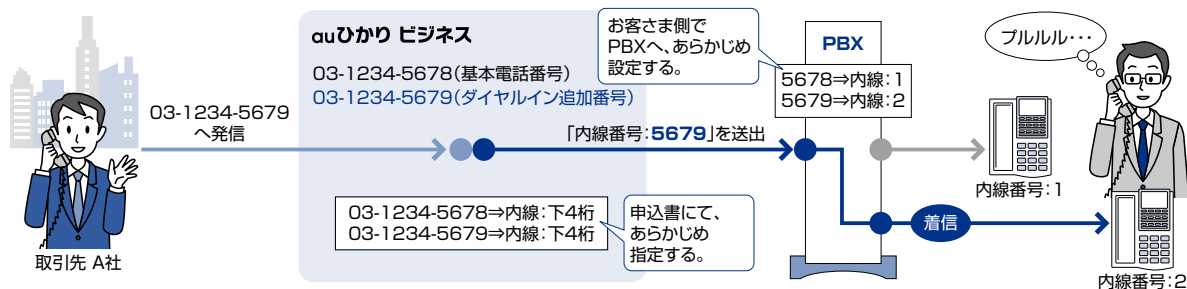 03-1234-5679
へ発信
取引先 A社
auひかり ビジネス
03-1234-5678(基本電話番号)
03-1234-5679(ダイヤルイン追加番号)
「内線番号:5679」を送出
03-1234-5678⇒内線:下4桁
03-1234-5679⇒内線:下4桁
申込書にて、
あらかじめ
指定する。
お客さま側で
PBXへ、あらかじめ
設定する。
PBX
5678⇒内線:1
5679⇒内線:2
着信
プルルル・・・
内線番号:1
内線番号:2